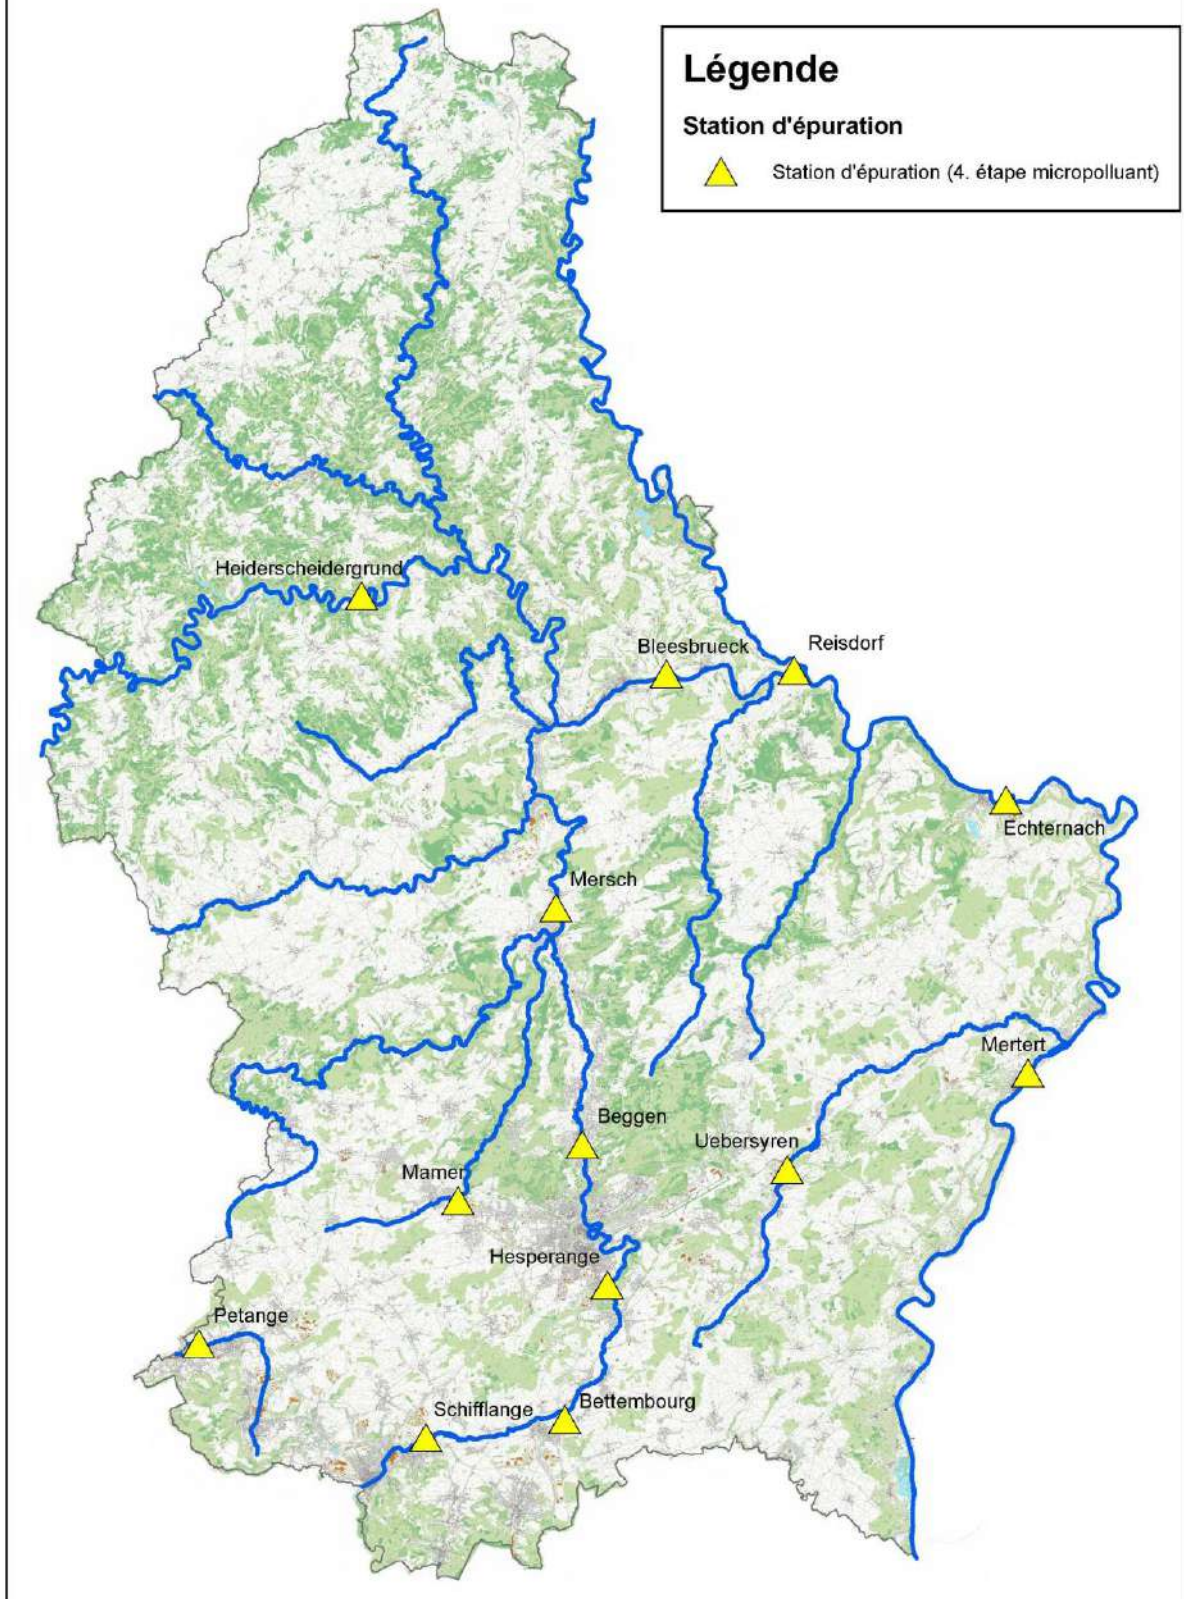 Légende
Station d'épuration
Station d'épuration (4. étape micropolluant)
Heiderscheidergrund
Bleesbrueck
Reisdorf
Echternach
Mersch
Mertert
Beggen
Uebersyren
Mamer
Hesperange
Petange
Schifflange
Bettembourg